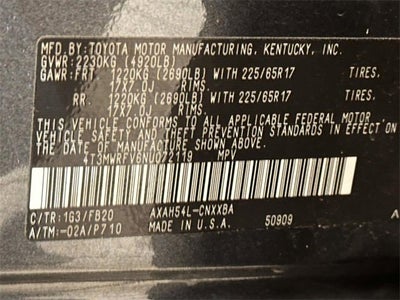 MFD.BY:TOYOTA MOTOR MANUFACTURING, KENTUCKY, INC.
GVWR:2230KG (4920LB)
GAWR:FRT 1220KG (2690LB) WITH 225/65R17
17X7.0J RIMS.
RR 1220KG (2690LB) WITH 225/65R17
17X7.0J RIMS.
THIS VEHICLE CONFORMS TO ALL APPLICABLE FEDERAL MOTOR
VEHICLE SAFETY AND THEFT PREVENTION STANDARDS IN EFFECT
ON THE DATE OF MANUFACTURE SHOWN ABOVE.
4T3MWRFV6NU072119 MPV
C/TR:1G3/FB20 AXAH54L-CNXXBA
A/TM:-02A/P710 MADE IN U.S.A. 50909